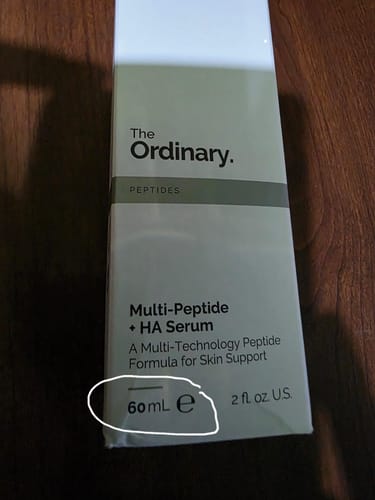 The
Ordinary.
PEPTIDES
Multi-Peptide
+ HA Serum
A Multi-Technology Peptide
Formula for Skin Support
60mL ℮ 2 fl. oz. U.S.